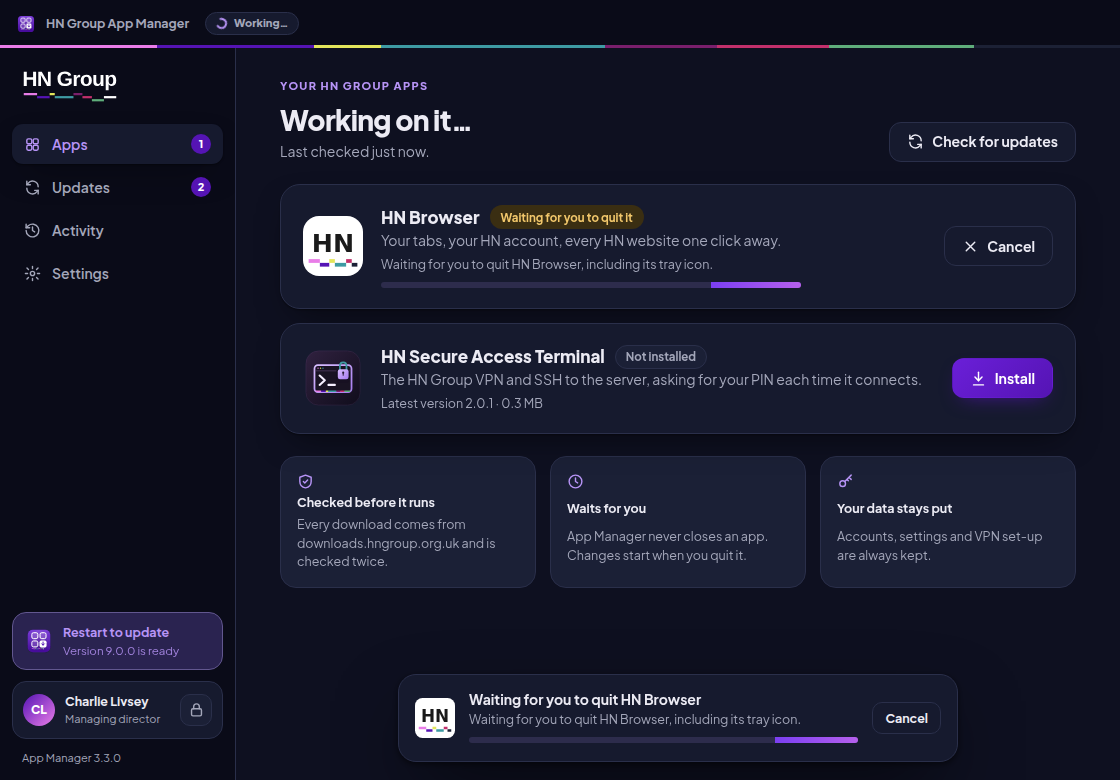 HN Group App Manager
Working…
HN Group
Apps
1
Updates
2
Activity
Settings
YOUR HN GROUP APPS
Working on it…
Last checked just now.
Check for updates
HN
HN Browser
Waiting for you to quit it
Your tabs, your HN account, every HN website one click away.
Waiting for you to quit HN Browser, including its tray icon.
Cancel
HN Secure Access Terminal
Not installed
The HN Group VPN and SSH to the server, asking for your PIN each time it connects.
Latest version 2.0.1 · 0.3 MB
Install
Checked before it runs
Every download comes from
downloads.hngroup.org.uk and is
checked twice.
Waits for you
App Manager never closes an app.
Changes start when you quit it.
Your data stays put
Accounts, settings and VPN set-up
are always kept.
Restart to update
Version 9.0.0 is ready
CL
Charlie Livsey
Managing director
App Manager 3.3.0
HN
Waiting for you to quit HN Browser
Waiting for you to quit HN Browser, including its tray icon.
Cancel